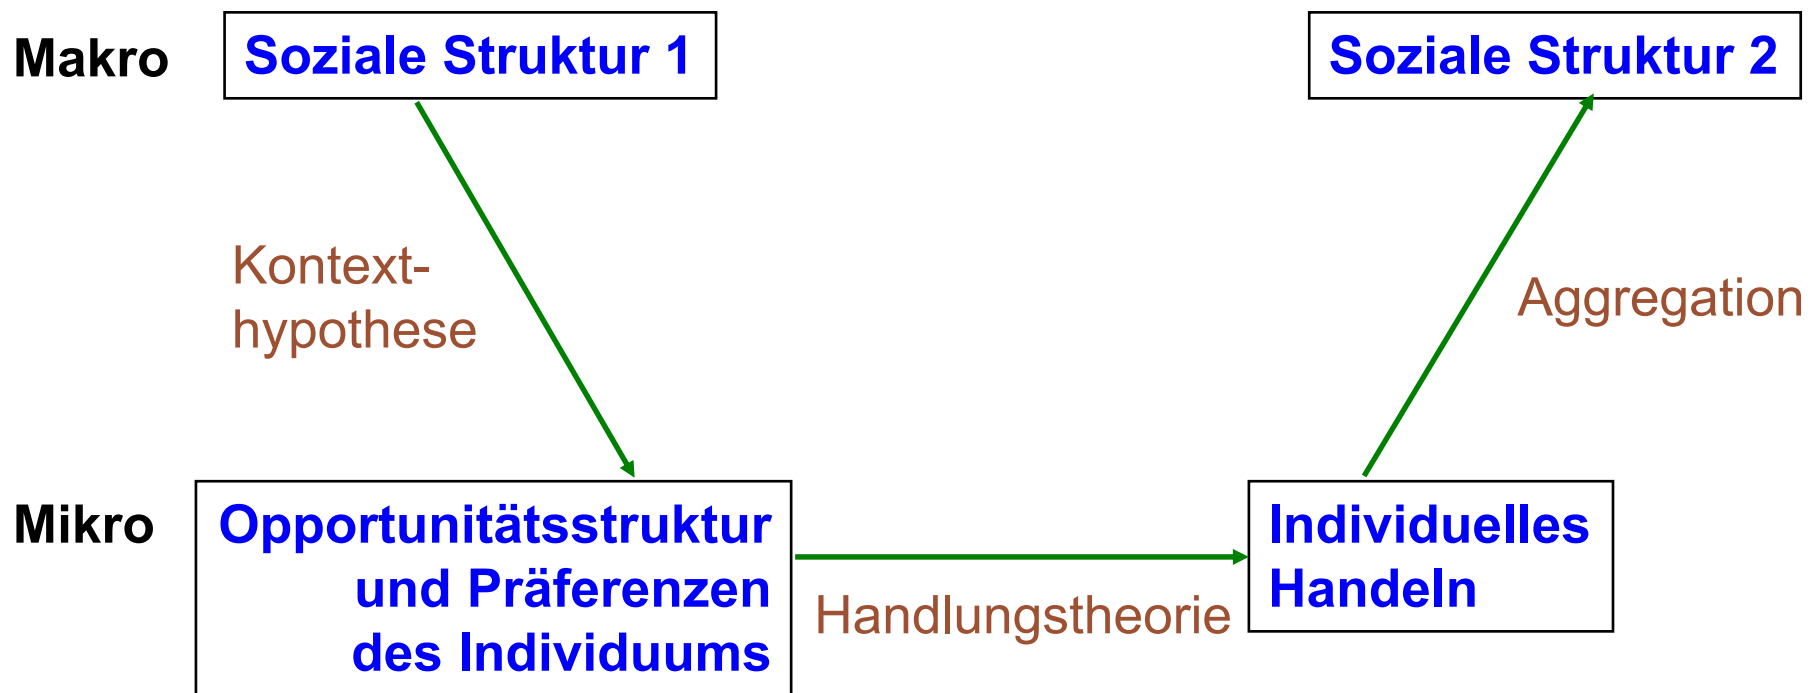 Makro
Soziale Struktur 1
Soziale Struktur 2
Kontext-
hypothese
Aggregation
Mikro
Opportunitätsstruktur
und Präferenzen
des Individuums
Handlungstheorie
Individuelles
Handeln